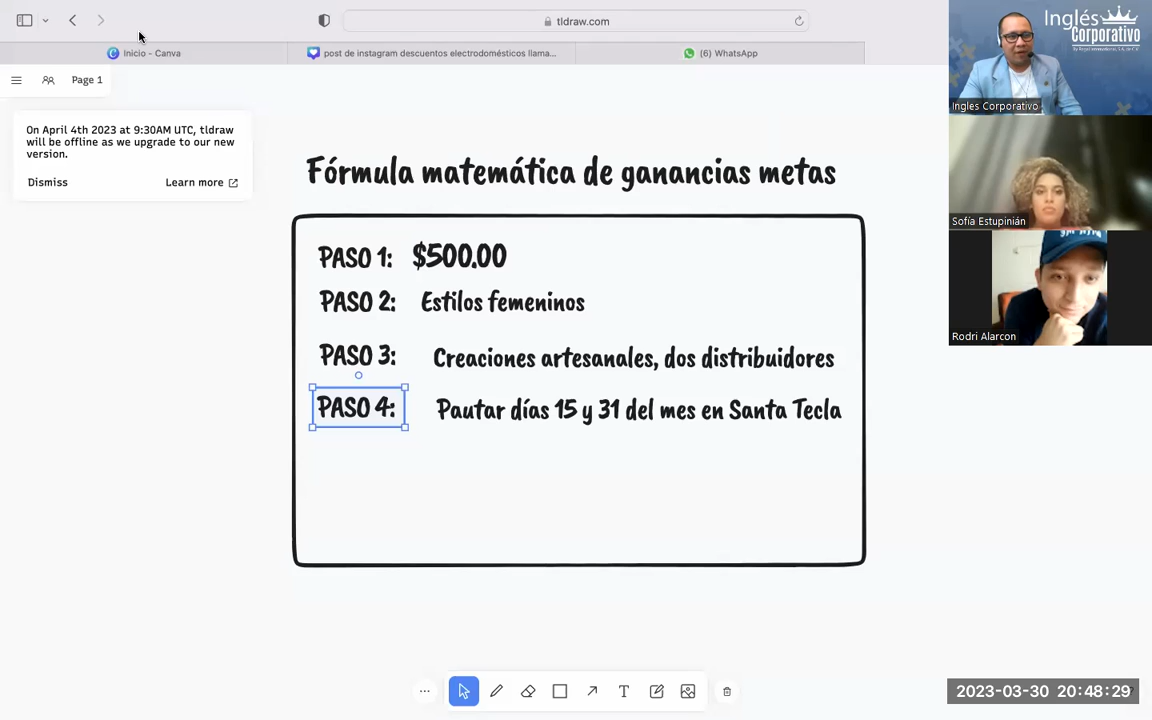 tldraw.com
Inicio - Canva
post de instagram descuentos electrodomésticos llama...
(6) WhatsApp
Page 1
On April 4th 2023 at 9:30AM UTC, tldraw
will be offline as we upgrade to our new
version.
Dismiss
Learn more
Fórmula matemática de ganancias metas
PASO 1: $500.00
PASO 2: Estilos femeninos
PASO 3: Creaciones artesanales, dos distribuidores
PASO 4: Pautar días 15 y 31 del mes en Santa Tecla
Inglés
Corporativo
Ingles Corporativo
Sofía Estupinián
Rodri Alarcon
2023-03-30 20:48:29